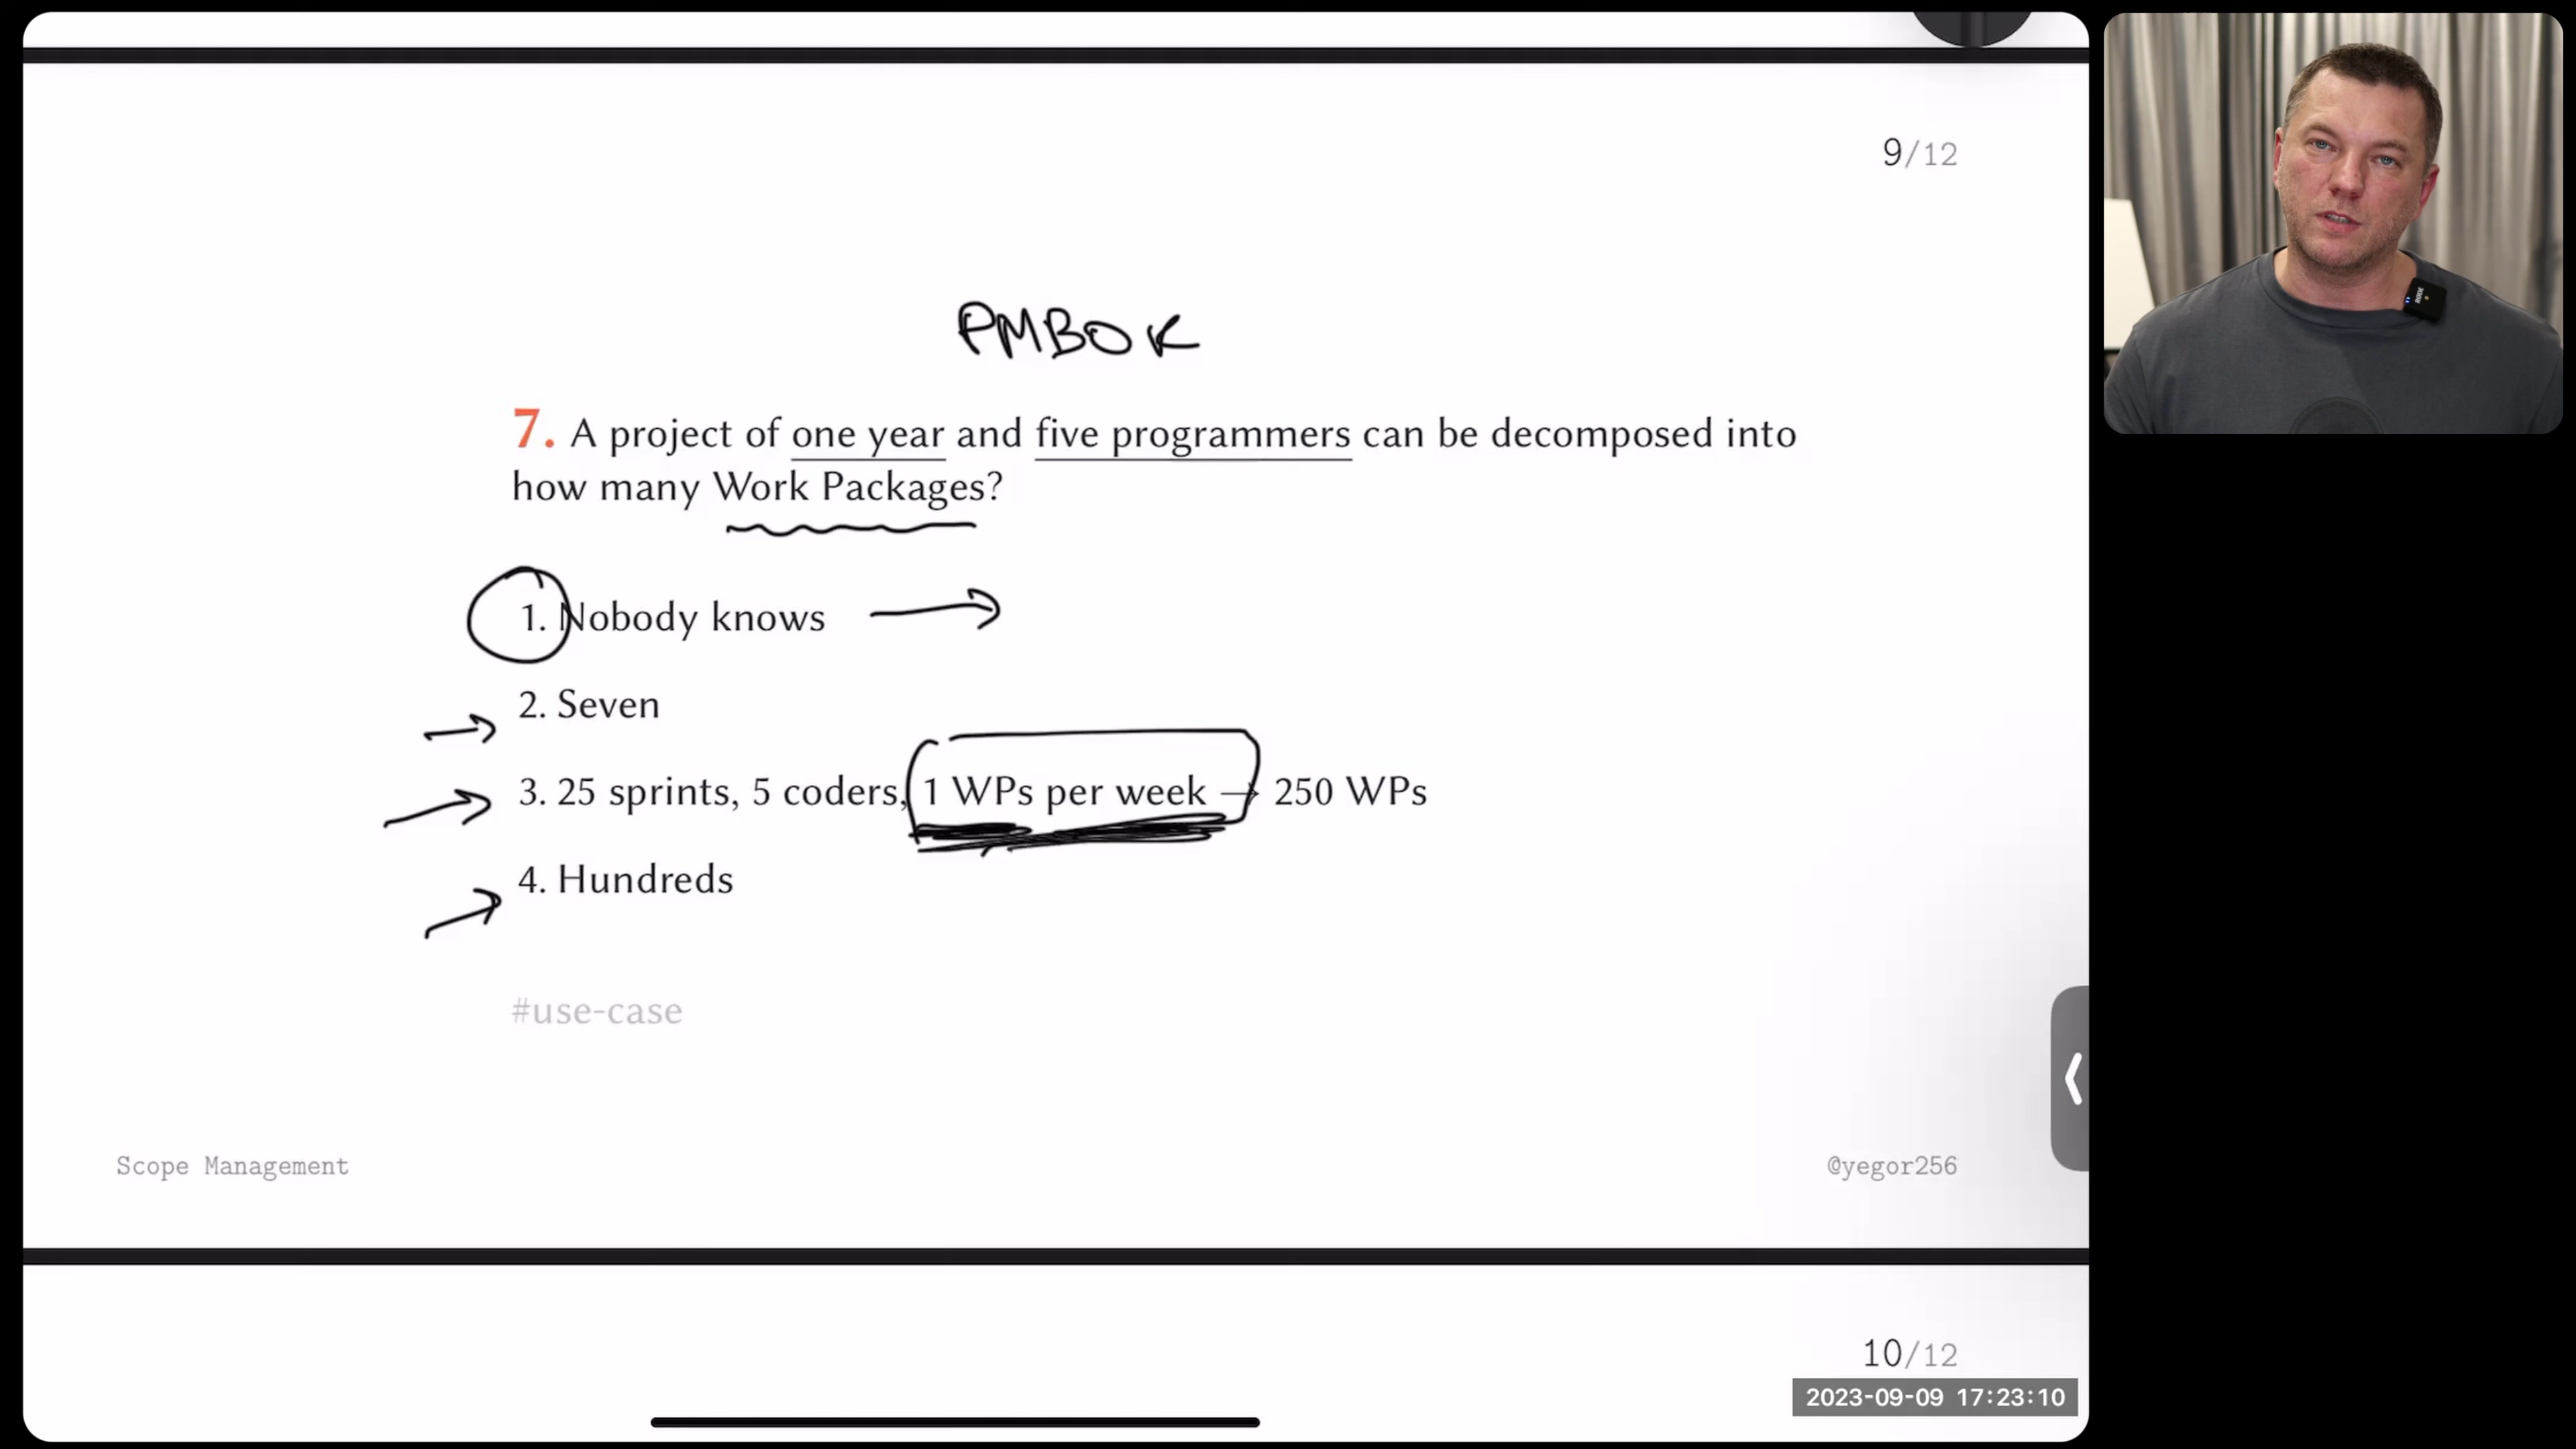 9/12
PMBOK
7. A project of one year and five programmers can be decomposed into
how many Work Packages?
1. Nobody knows
2. Seven
3. 25 sprints, 5 coders, 1 WPs per week → 250 WPs
4. Hundreds
#use-case
Scope Management
@yegor256
10/12
2023-09-09 17:23:10